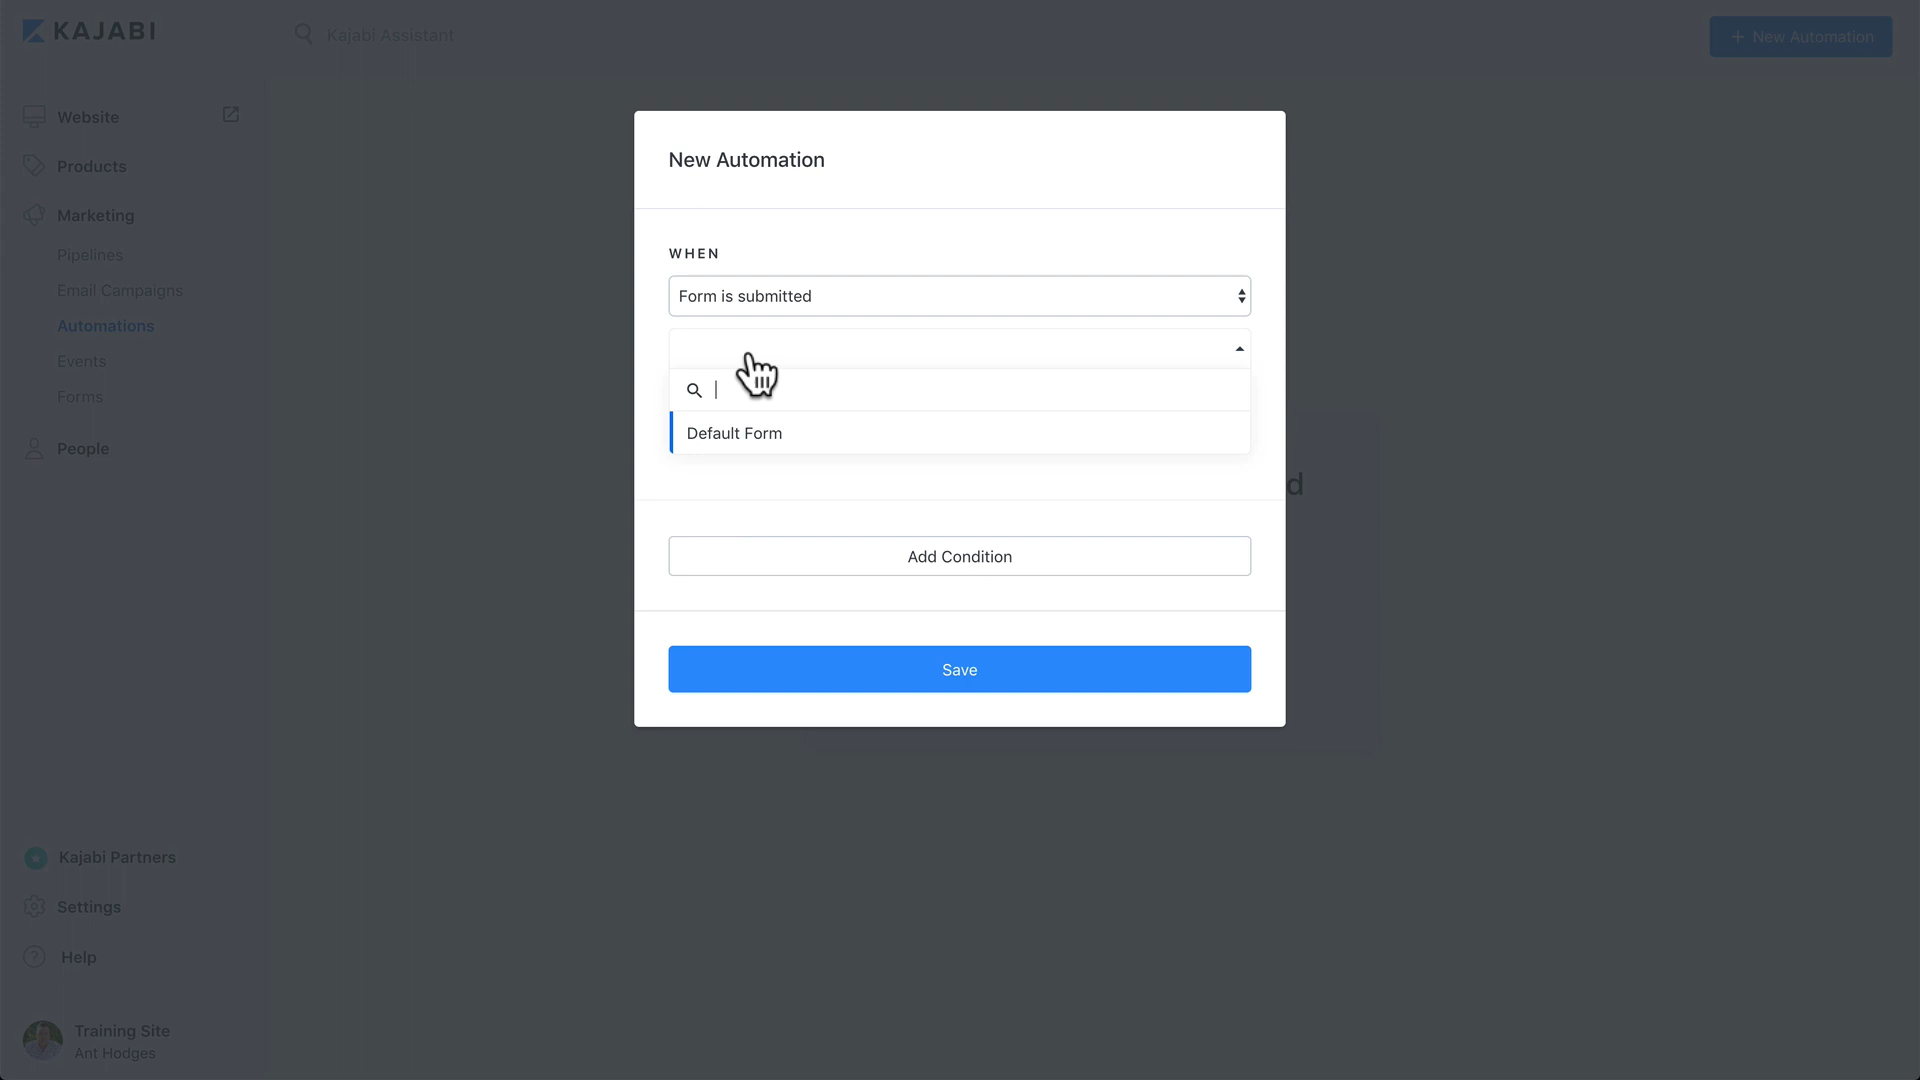 KAJABI
Kajabi Assistant
+ New Automation
Website
Products
Marketing
Pipelines
Email Campaigns
Automations
Events
Forms
People
New Automation
WHEN
Form is submitted
Default Form
d
Add Condition
Save
Kajabi Partners
Settings
Help
Training Site
Ant Hodges